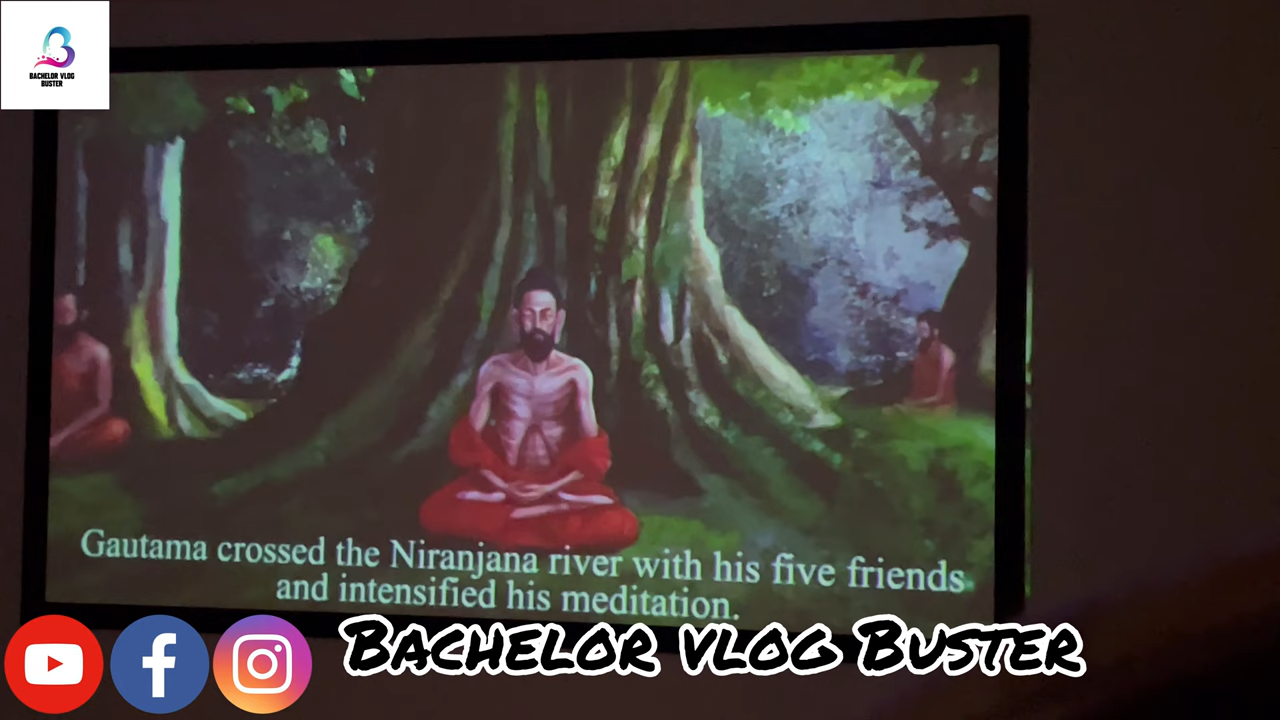 BACHELOR VLOG
BUSTER
Gautama crossed the Niranjana river with his five friends
and intensified his meditation.
BACHELOR VLOG BUSTER